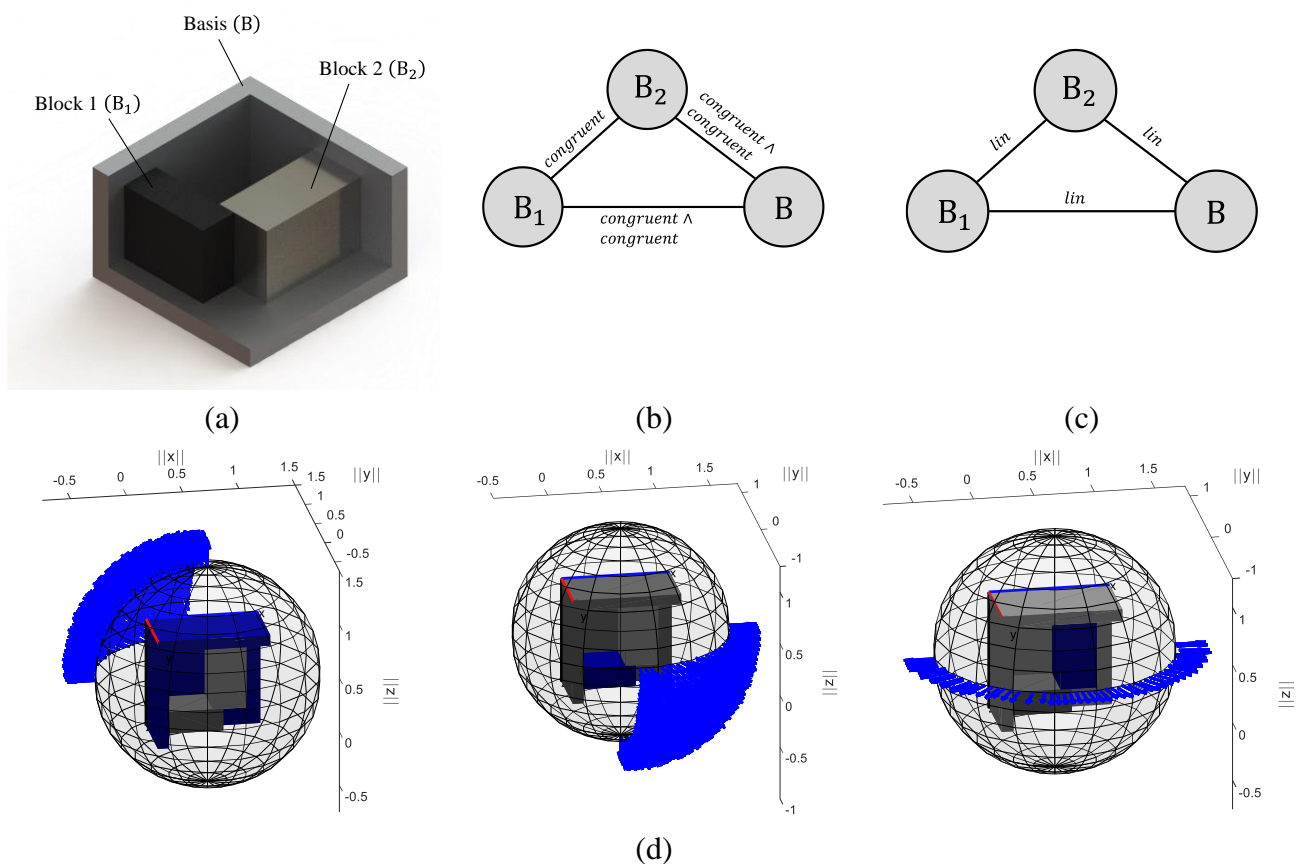 Basis (B)
Block 2 (B₂)
Block 1 (B₁)
(a)
B₂
congruent
congruent ∧
congruent
B₁
B
congruent ∧
congruent
(b)
B₂
lin
lin
B₁
lin
B
(c)
||x||
-0.5
0
0.5
1
1.5
||y||
1.5
1
0.5
0
-0.5
1.5
1
0.5
0
-0.5
||z||
x
y
||x||
-0.5
0
0.5
1
1.5
||y||
1
0
-1
1
0.5
0
-0.5
-1
||z||
x
y
||x||
-0.5
0
0.5
1
1.5
||y||
1
0
-1
1
0.5
0
-0.5
||z||
x
y
(d)